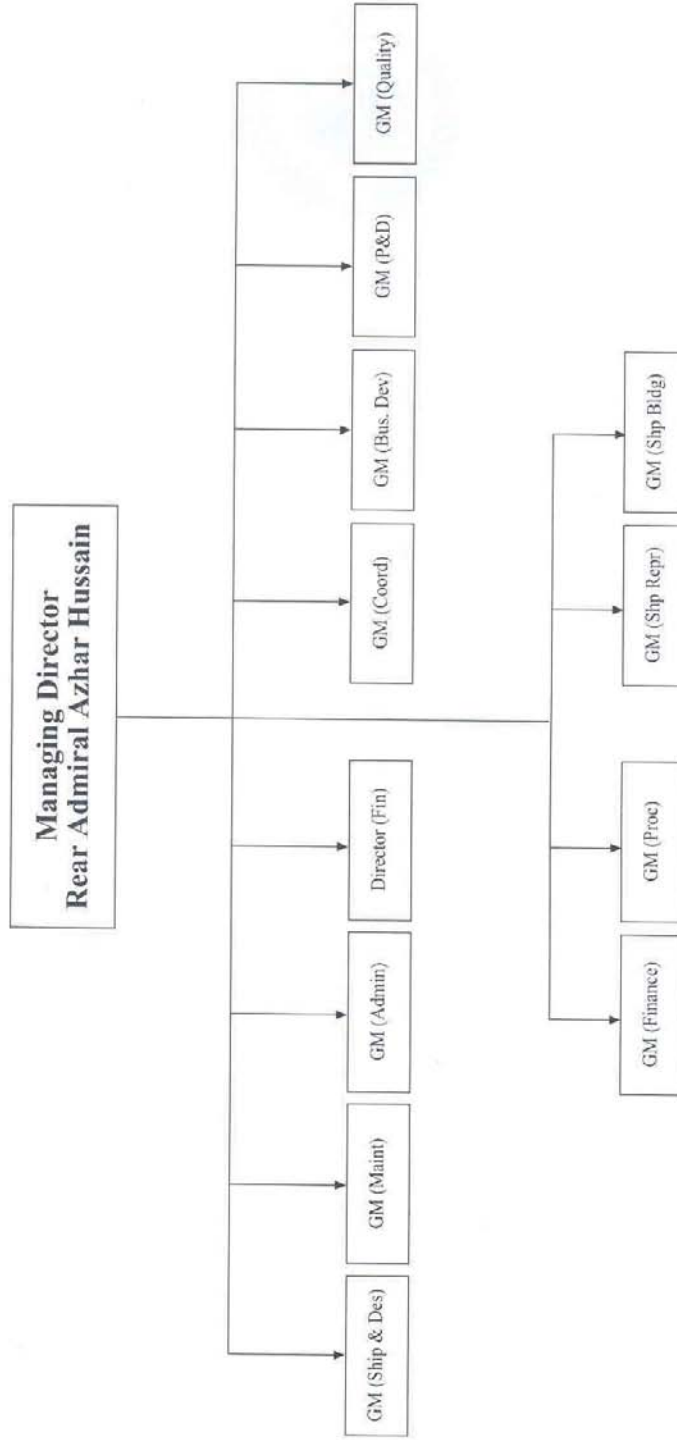 Managing Director
Rear Admiral Azhar Hussain
GM (Ship & Des)
GM (Maint)
GM (Admin)
Director (Fin)
GM (Coord)
GM (Bus. Dev)
GM (P&D)
GM (Quality)
GM (Finance)
GM (Proc)
GM (Shp Repr)
GM (Shp Bldg)